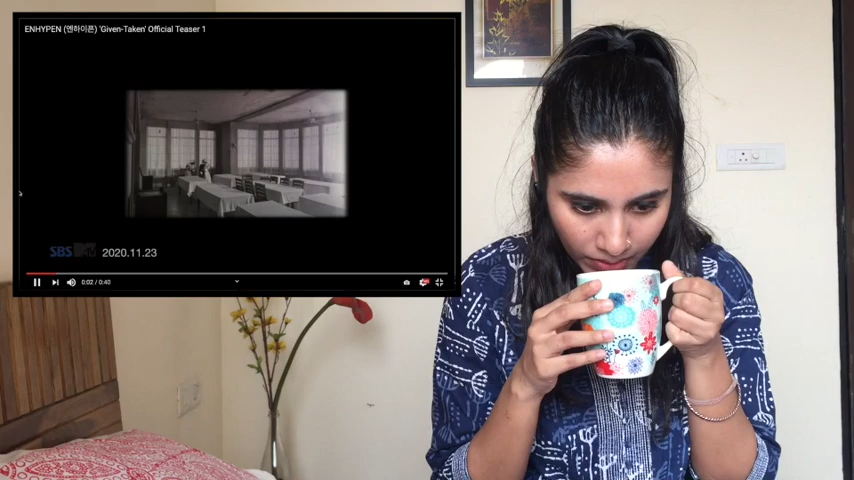 ENHYPEN (엔하이픈) 'Given-Taken' Official Teaser 1
SBS MTV 2020.11.23
0:02 / 0:40